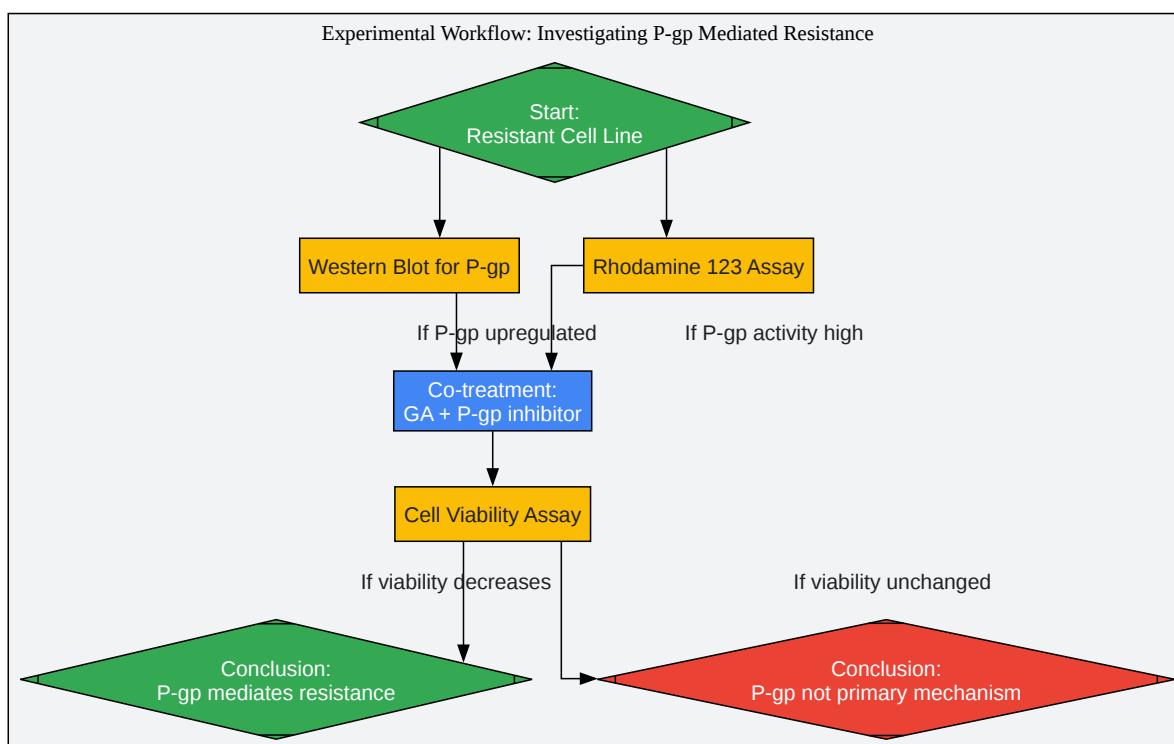 Experimental Workflow: Investigating P-gp Mediated Resistance
Start:
Resistant Cell Line
Western Blot for P-gp
Rhodamine 123 Assay
If P-gp upregulated
If P-gp activity high
Co-treatment:
GA + P-gp inhibitor
Cell Viability Assay
If viability decreases
If viability unchanged
Conclusion:
P-gp mediates resistance
Conclusion:
P-gp not primary mechanism